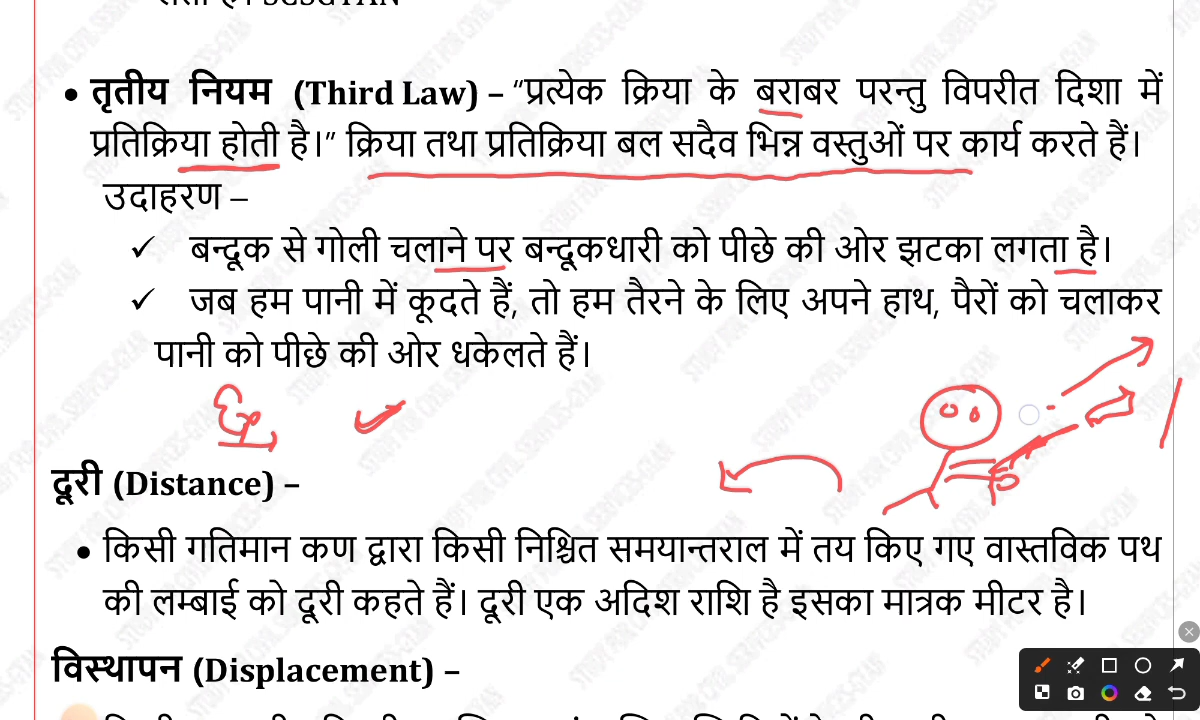 • तृतीय नियम (Third Law) – “प्रत्येक क्रिया के बराबर परन्तु विपरीत दिशा में
प्रतिक्रिया होती है।” क्रिया तथा प्रतिक्रिया बल सदैव भिन्न वस्तुओं पर कार्य करते हैं।
उदाहरण –
✓ बन्दूक से गोली चलाने पर बन्दूकधारी को पीछे की ओर झटका लगता है।
✓ जब हम पानी में कूदते हैं, तो हम तैरने के लिए अपने हाथ, पैरों को चलाकर
पानी को पीछे की ओर धकेलते हैं।
दूरी (Distance) –
• किसी गतिमान कण द्वारा किसी निश्चित समयान्तराल में तय किए गए वास्तविक पथ
की लम्बाई को दूरी कहते हैं। दूरी एक अदिश राशि है इसका मात्रक मीटर है।
विस्थापन (Displacement) –